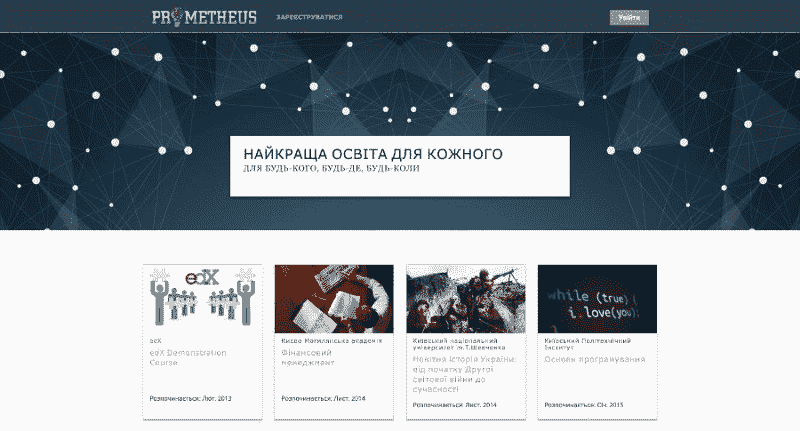 PROMETHEUS
ЗАРЕЄСТРУВАТИСЯ
Увійти
НАЙКРАЩА ОСВІТА ДЛЯ КОЖНОГО
ДЛЯ БУДЬ-КОГО, БУДЬ-ДЕ, БУДЬ-КОЛИ
edX
edX
edX Demonstration
Course
Розпочинається: Лют. 2013
Києво-Могилянська академія
Фінансовий
менеджмент
Розпочинається: Лист. 2014
Київський національний
університет ім.Т.Шевченка
Новітня історія України:
від початку Другої
світової війни до
сучасності
Розпочинається: Лист. 2014
while (true){
i.love(you);
Київський Політехнічний
Інститут
Основи програмування
Розпочинається: Січ. 2015